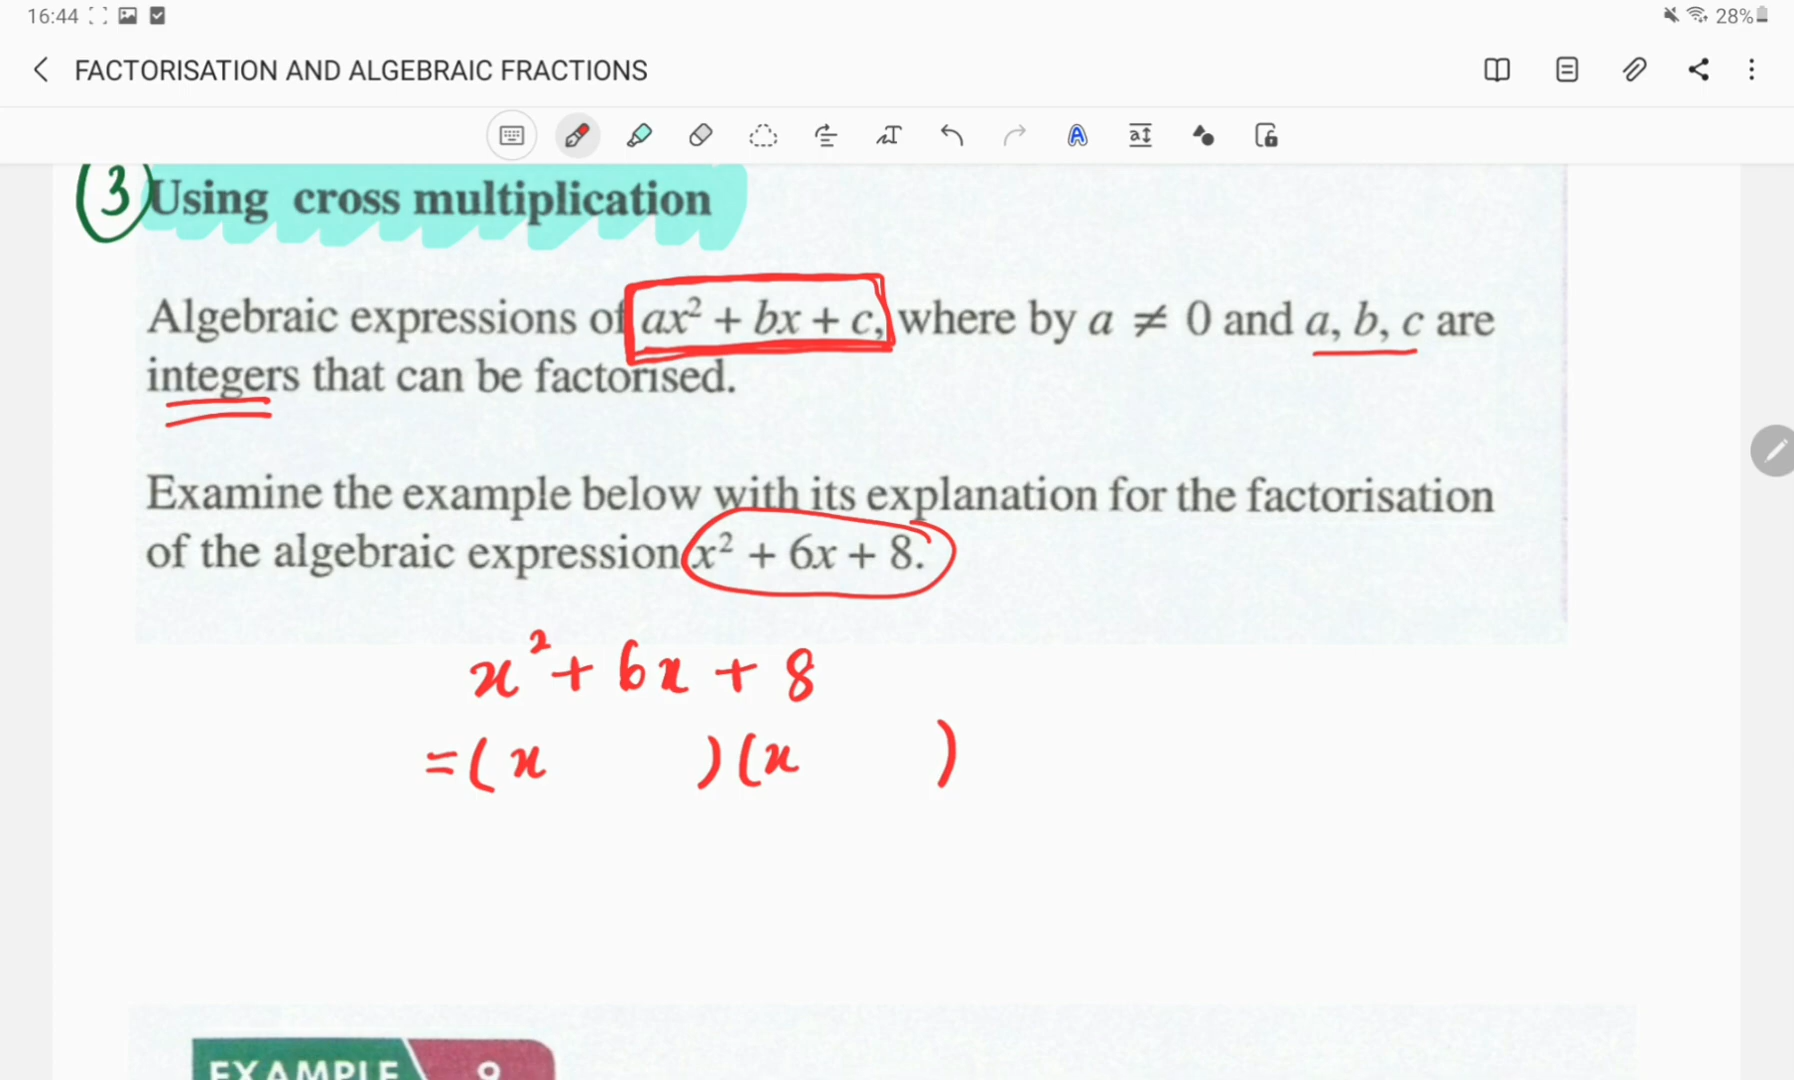 16:44
28%
FACTORISATION AND ALGEBRAIC FRACTIONS
③ Using cross multiplication
Algebraic expressions of ax² + bx + c, where by a ≠ 0 and a, b, c are
integers that can be factorised.
Examine the example below with its explanation for the factorisation
of the algebraic expression x² + 6x + 8.
x² + 6x + 8
= (x )(x )
EXAMPLE 9